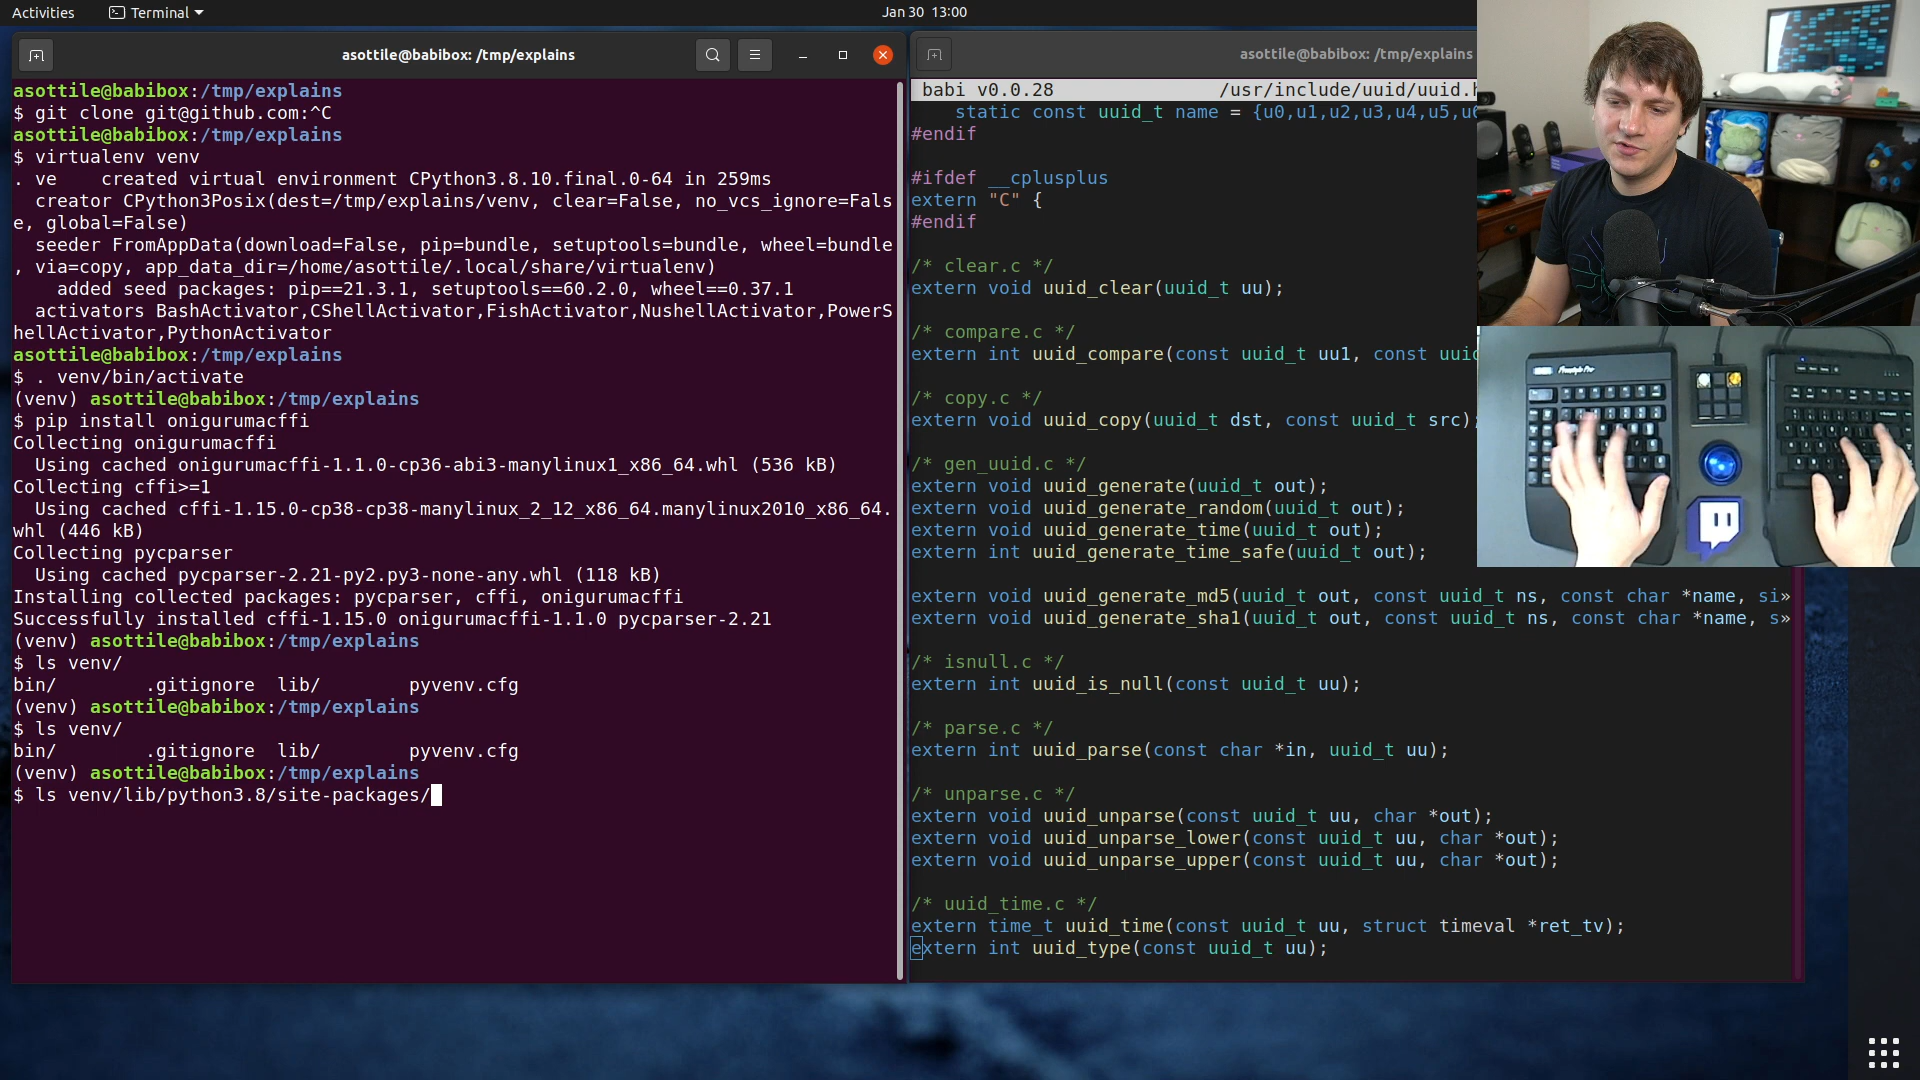 Activities
Terminal
Jan 30 13:00
asottile@babibox: /tmp/explains
asottile@babibox:/tmp/explains
$ git clone git@github.com:^C
asottile@babibox:/tmp/explains
$ virtualenv venv
. ve    created virtual environment CPython3.8.10.final.0-64 in 259ms
  creator CPython3Posix(dest=/tmp/explains/venv, clear=False, no_vcs_ignore=Fals
e, global=False)
  seeder FromAppData(download=False, pip=bundle, setuptools=bundle, wheel=bundle
, via=copy, app_data_dir=/home/asottile/.local/share/virtualenv)
    added seed packages: pip==21.3.1, setuptools==60.2.0, wheel==0.37.1
  activators BashActivator,CShellActivator,FishActivator,NushellActivator,PowerS
hellActivator,PythonActivator
asottile@babibox:/tmp/explains
$ . venv/bin/activate
(venv) asottile@babibox:/tmp/explains
$ pip install onigurumacffi
Collecting onigurumacffi
  Using cached onigurumacffi-1.1.0-cp36-abi3-manylinux1_x86_64.whl (536 kB)
Collecting cffi>=1
  Using cached cffi-1.15.0-cp38-cp38-manylinux_2_12_x86_64.manylinux2010_x86_64.
whl (446 kB)
Collecting pycparser
  Using cached pycparser-2.21-py2.py3-none-any.whl (118 kB)
Installing collected packages: pycparser, cffi, onigurumacffi
Successfully installed cffi-1.15.0 onigurumacffi-1.1.0 pycparser-2.21
(venv) asottile@babibox:/tmp/explains
$ ls venv/
bin/        .gitignore  lib/        pyvenv.cfg
(venv) asottile@babibox:/tmp/explains
$ ls venv/
bin/        .gitignore  lib/        pyvenv.cfg
(venv) asottile@babibox:/tmp/explains
$ ls venv/lib/python3.8/site-packages/
asottile@babibox: /tmp/explains
babi v0.0.28               /usr/include/uuid/uuid.h
    static const uuid_t name = {u0,u1,u2,u3,u4,u5,u6
#endif
#ifdef __cplusplus
extern "C" {
#endif
/* clear.c */
extern void uuid_clear(uuid_t uu);
/* compare.c */
extern int uuid_compare(const uuid_t uu1, const uuid
/* copy.c */
extern void uuid_copy(uuid_t dst, const uuid_t src);
/* gen_uuid.c */
extern void uuid_generate(uuid_t out);
extern void uuid_generate_random(uuid_t out);
extern void uuid_generate_time(uuid_t out);
extern int uuid_generate_time_safe(uuid_t out);
extern void uuid_generate_md5(uuid_t out, const uuid_t ns, const char *name, si»
extern void uuid_generate_sha1(uuid_t out, const uuid_t ns, const char *name, s»
/* isnull.c */
extern int uuid_is_null(const uuid_t uu);
/* parse.c */
extern int uuid_parse(const char *in, uuid_t uu);
/* unparse.c */
extern void uuid_unparse(const uuid_t uu, char *out);
extern void uuid_unparse_lower(const uuid_t uu, char *out);
extern void uuid_unparse_upper(const uuid_t uu, char *out);
/* uuid_time.c */
extern time_t uuid_time(const uuid_t uu, struct timeval *ret_tv);
extern int uuid_type(const uuid_t uu);
Freestyle Pro